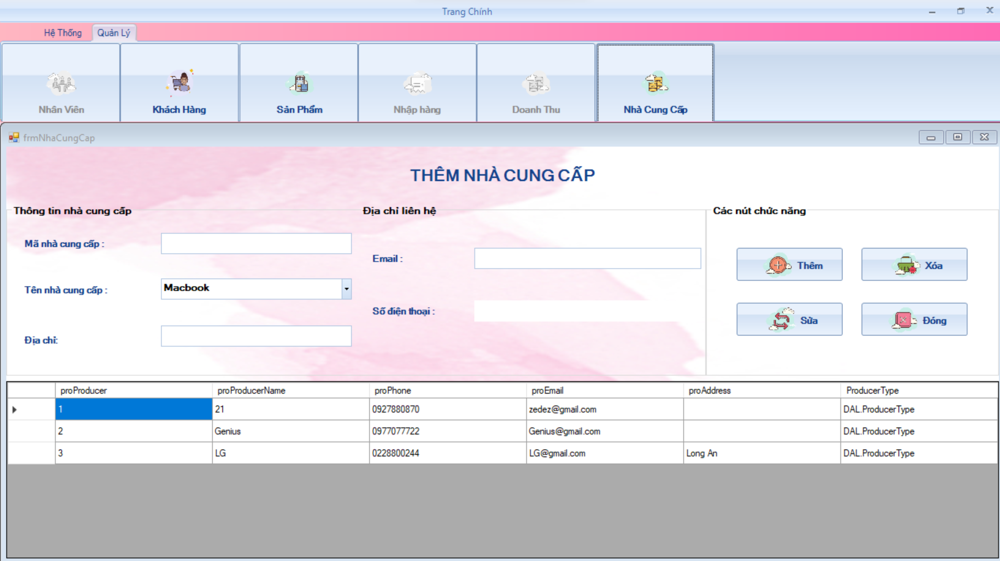 Trang Chính
Hệ Thống Quản Lý
Nhân Viên Khách Hàng Sản Phẩm Nhập hàng Doanh Thu Nhà Cung Cấp
frmNhaCungCap
THÊM NHÀ CUNG CẤP
Thông tin nhà cung cấp Địa chỉ liên hệ Các nút chức năng
Mã nhà cung cấp :
Email :
Thêm Xóa
Tên nhà cung cấp : Macbook
Số điện thoại :
Sửa Đóng
Địa chỉ:
proProducer proProducerName proPhone proEmail proAddress ProducerType
1 21 0927880870 zedez@gmail.com DAL.ProducerType
2 Genius 0977077722 Genius@gmail.com DAL.ProducerType
3 LG 0228800244 LG@gmail.com Long An DAL.ProducerType